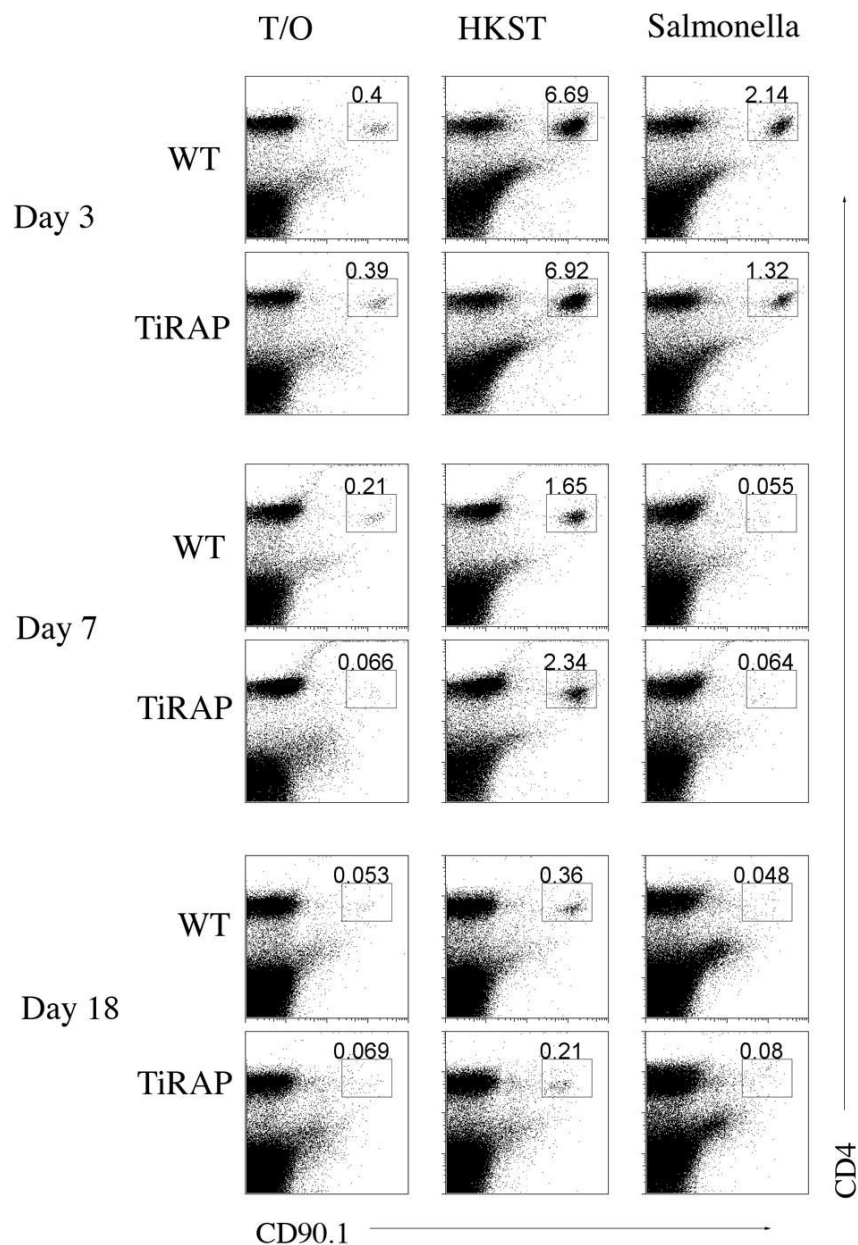 T/O HKST Salmonella
0.4 6.69 2.14
WT
Day 3
0.39 6.92 1.32
TiRAP
0.21 1.65 0.055
WT
Day 7
0.066 2.34 0.064
TiRAP
0.053 0.36 0.048
WT
Day 18
0.069 0.21 0.08
TiRAP
CD4
CD90.1